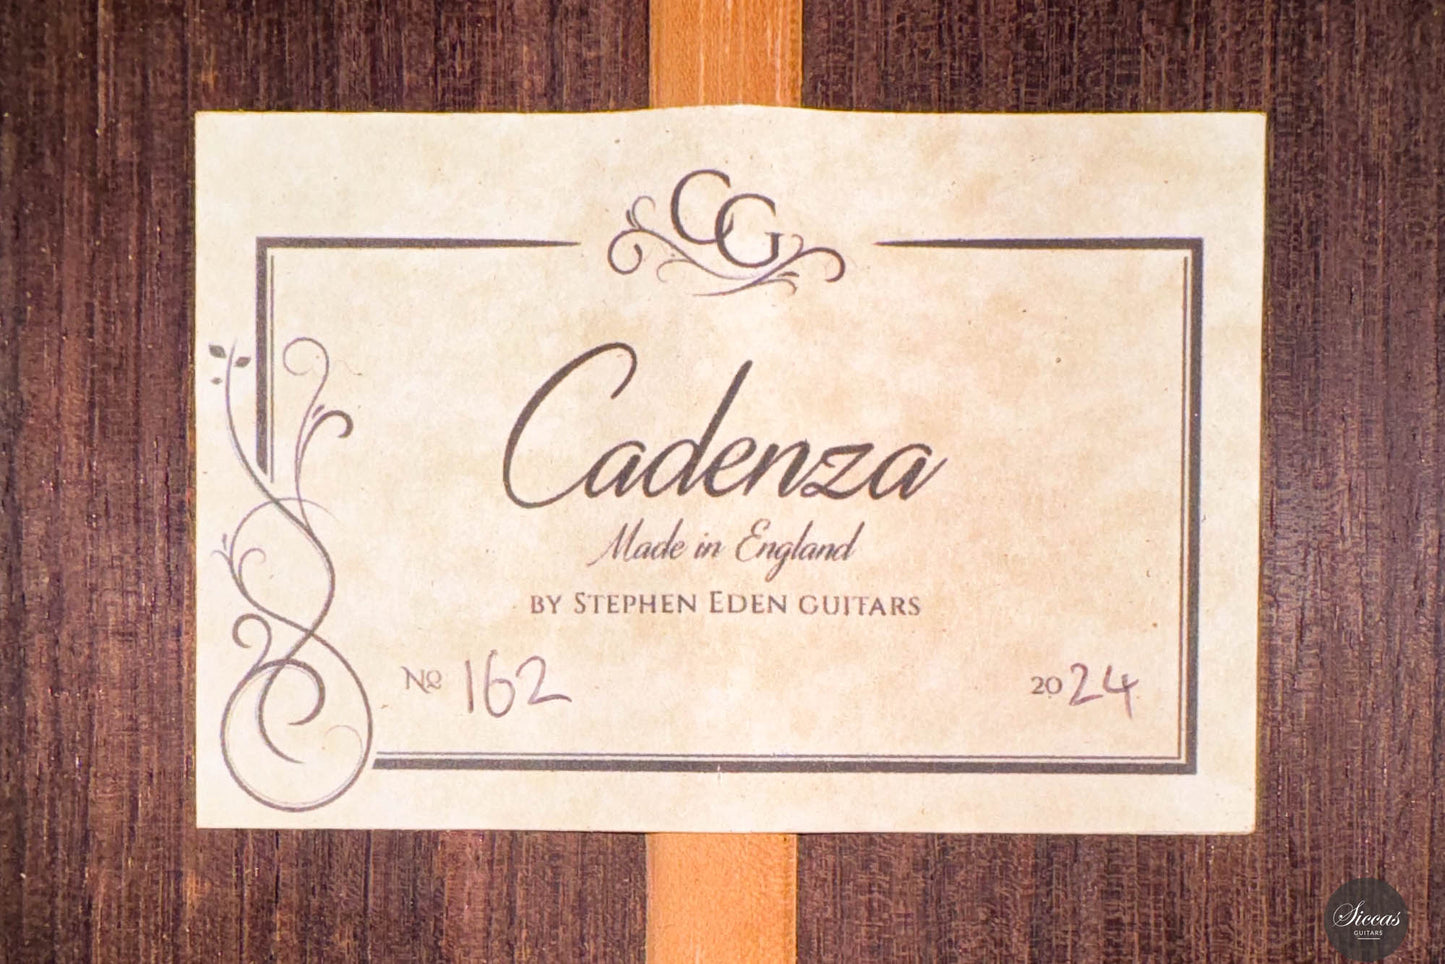 CG
Cadenza
Made in England
BY STEPHEN EDEN GUITARS
№ 162
2024
Siccas
GUITARS